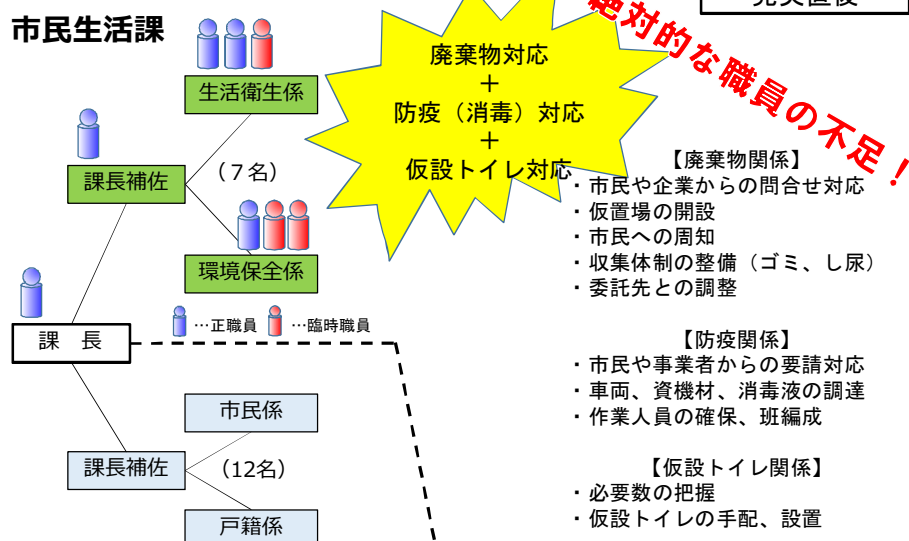 市民生活課
絶対的な職員の不足！
廃棄物対応
＋
防疫（消毒）対応
＋
仮設トイレ対応
生活衛生係
課長補佐
（７名）
環境保全係
…正職員
…臨時職員
課　長
市民係
課長補佐
（12名）
戸籍係
【廃棄物関係】
・市民や企業からの問合せ対応
・仮置場の開設
・市民への周知
・収集体制の整備（ゴミ、し尿）
・委託先との調整
【防疫関係】
・市民や事業者からの要請対応
・車両、資機材、消毒液の調達
・作業人員の確保、班編成
【仮設トイレ関係】
・必要数の把握
・仮設トイレの手配、設置